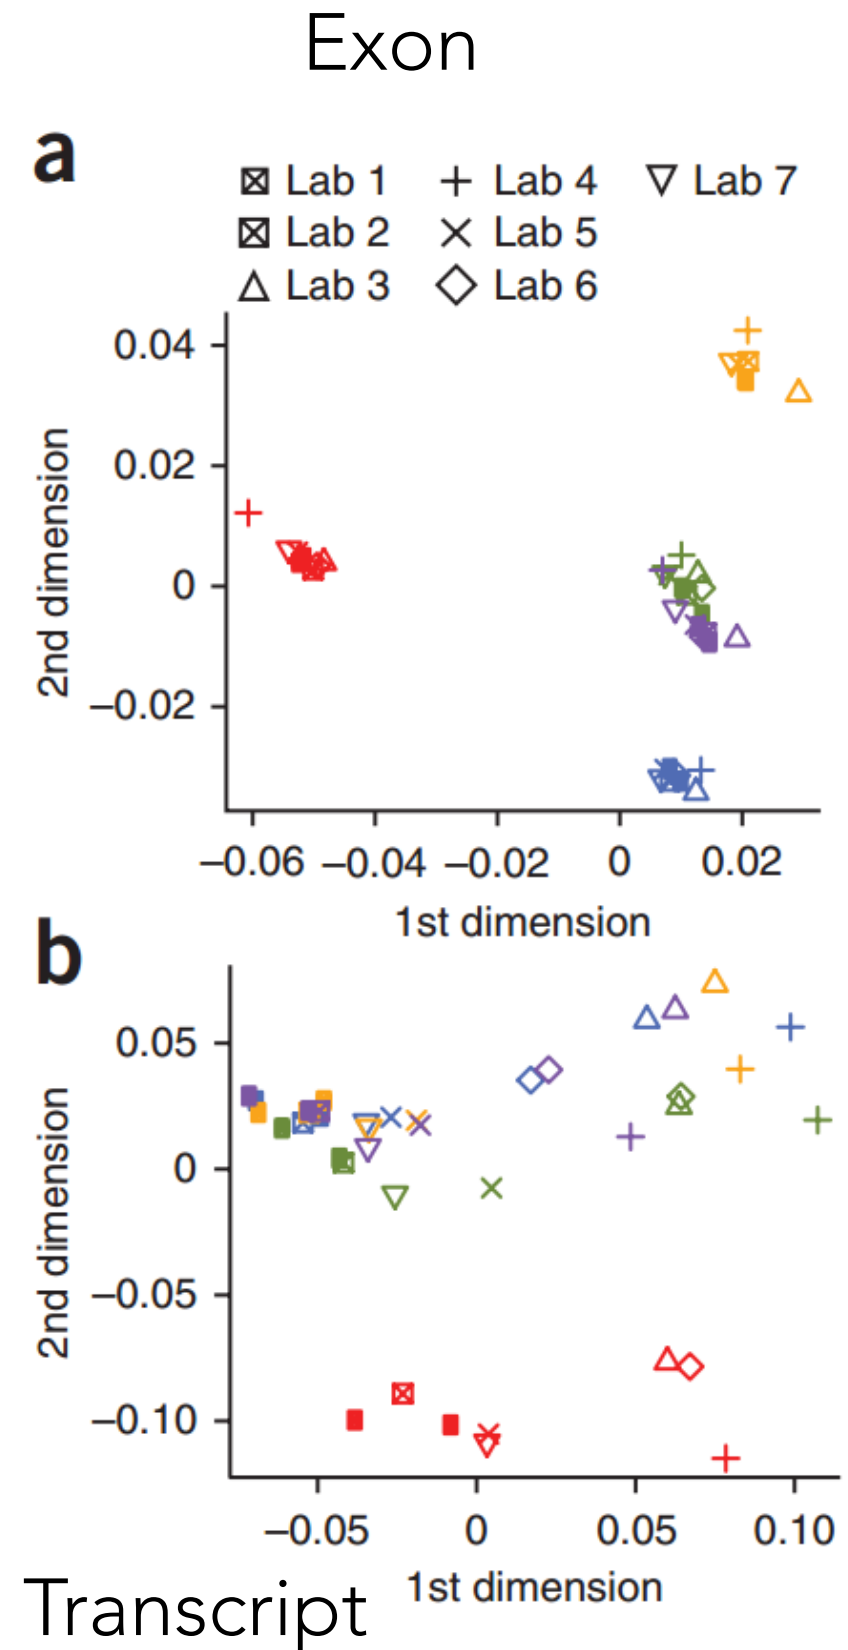 Exon
a
Lab 1 Lab 4 Lab 7
Lab 2 Lab 5
Lab 3 Lab 6
0.04
0.02
0
−0.02
2nd dimension
−0.06 −0.04 −0.02 0 0.02
1st dimension
b
0.05
0
−0.05
−0.10
2nd dimension
−0.05 0 0.05 0.10
1st dimension
Transcript